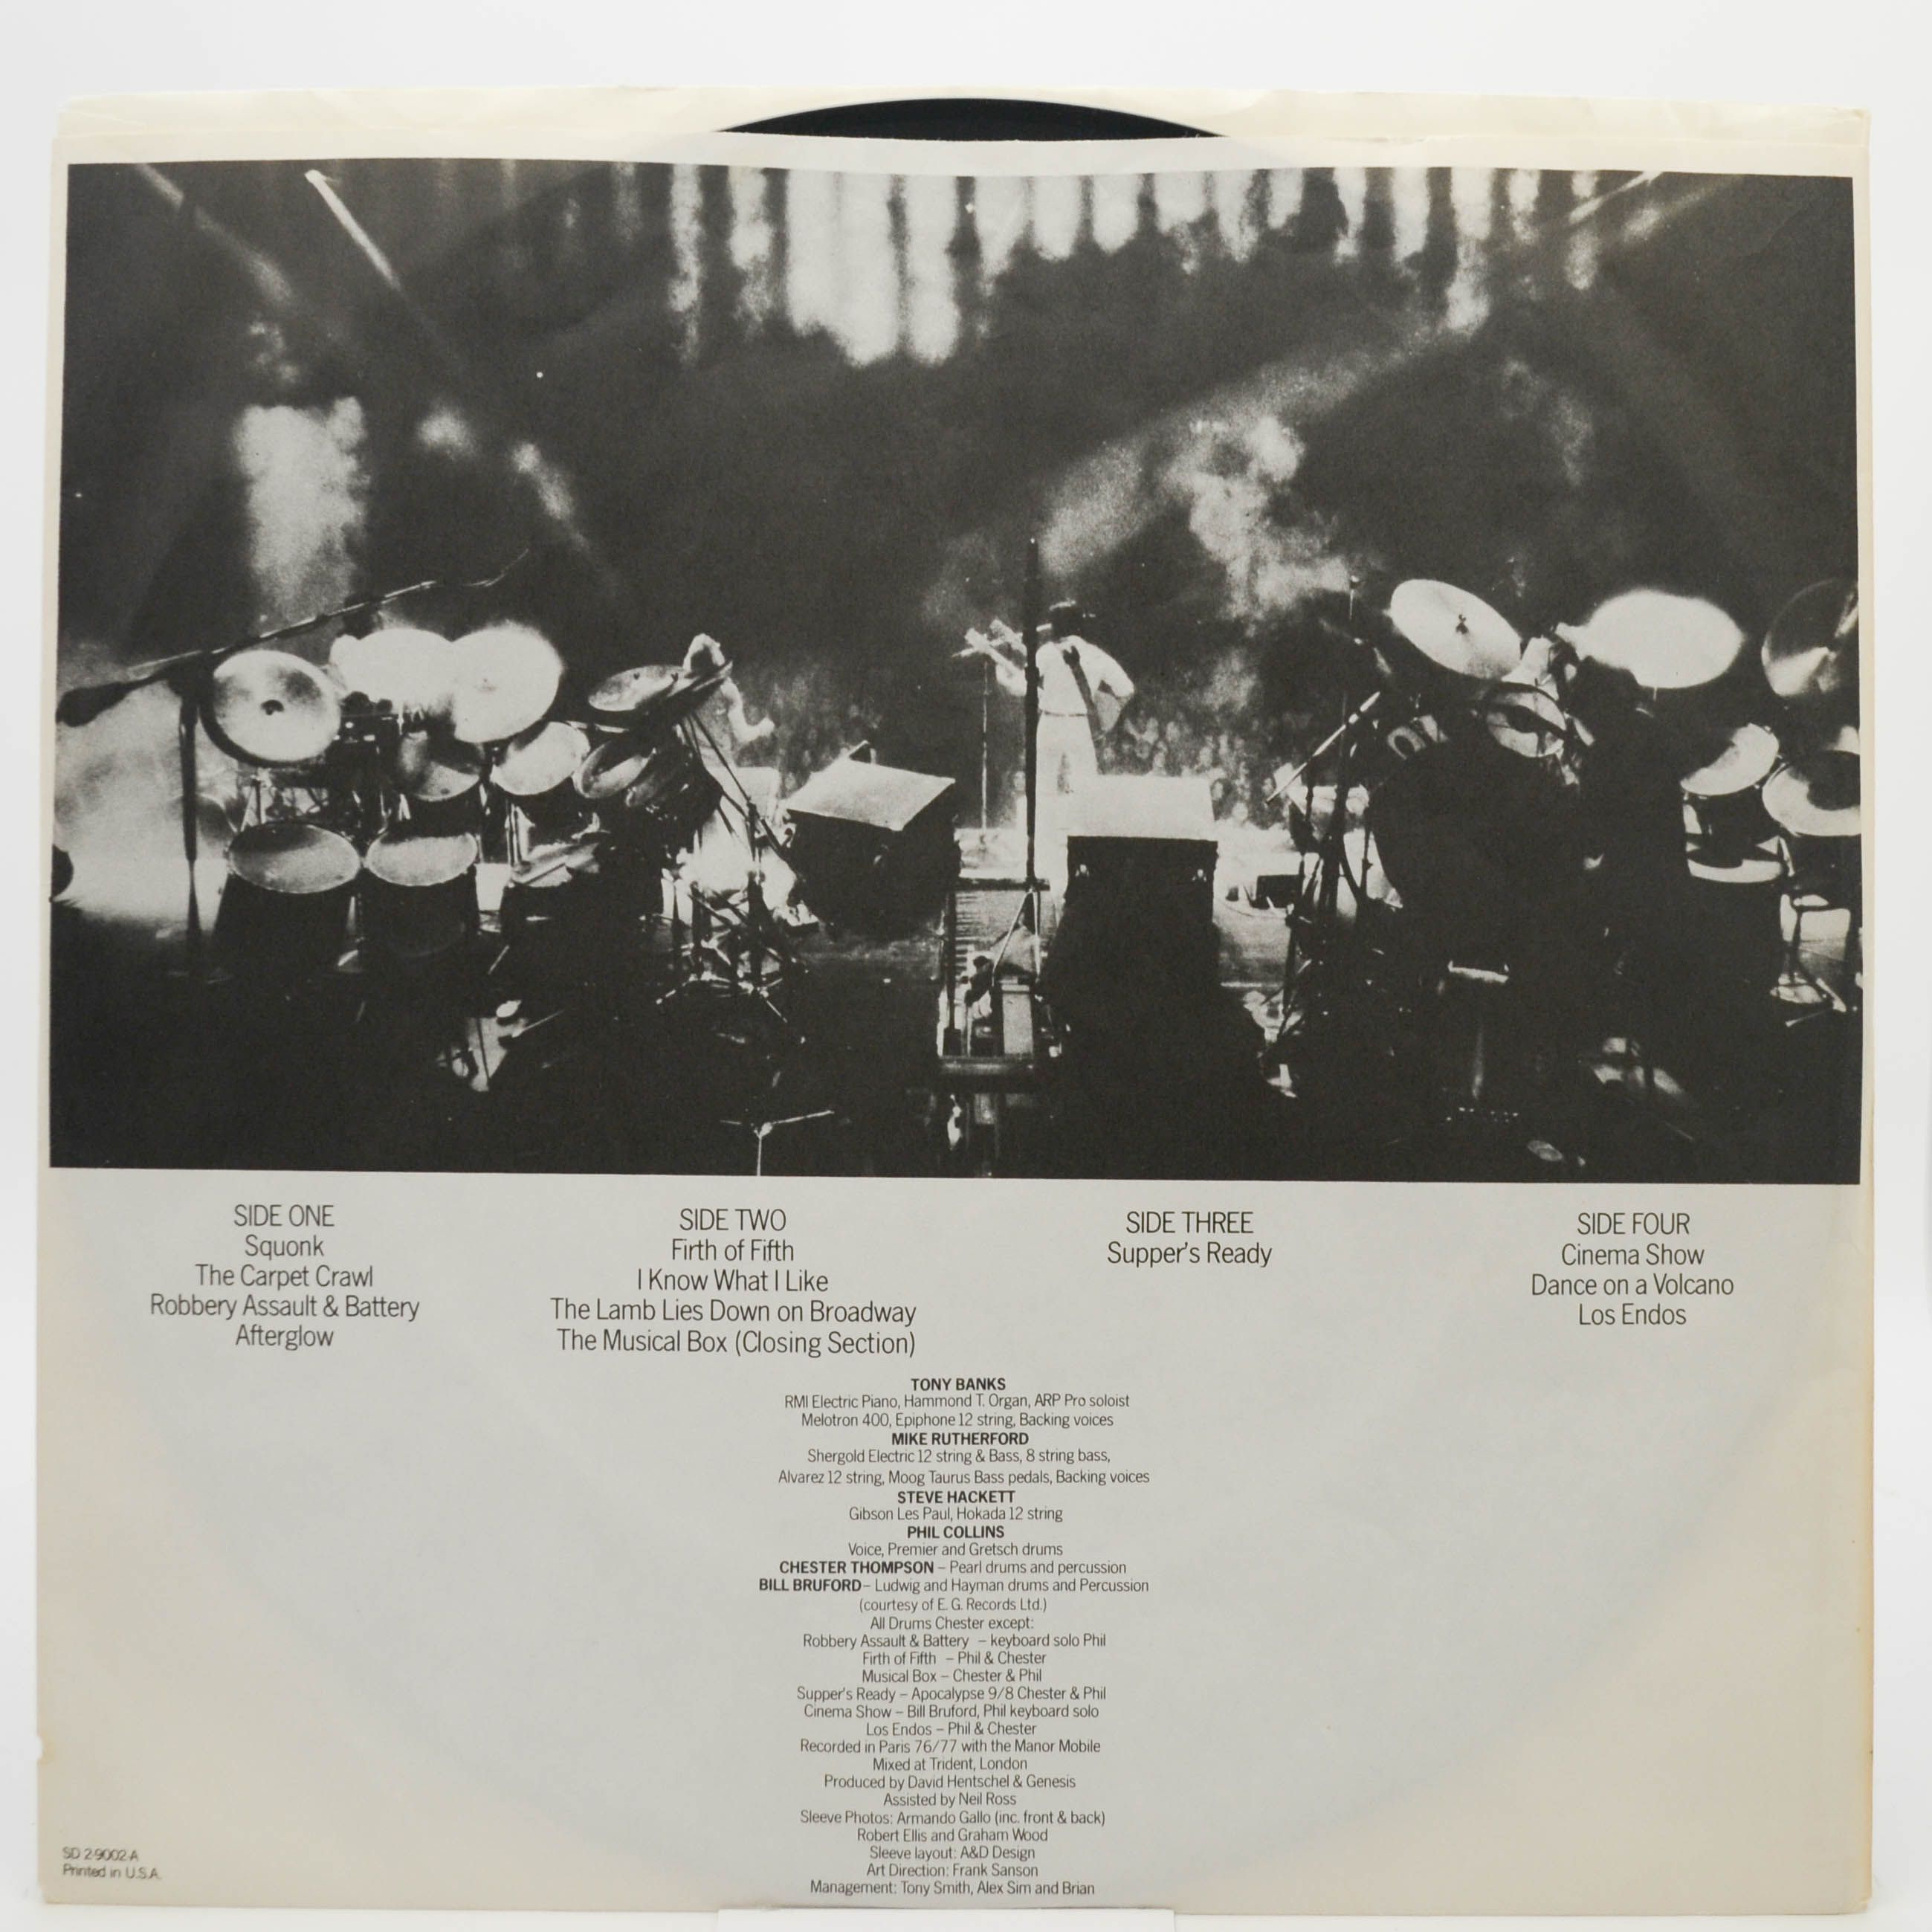 SIDE ONE
Squonk
The Carpet Crawl
Robbery Assault & Battery
Afterglow
SIDE TWO
Firth of Fifth
I Know What I Like
The Lamb Lies Down on Broadway
The Musical Box (Closing Section)
SIDE THREE
Supper's Ready
SIDE FOUR
Cinema Show
Dance on a Volcano
Los Endos
TONY BANKS
RMI Electric Piano, Hammond T. Organ, ARP Pro soloist
Melotron 400, Epiphone 12 string, Backing voices
MIKE RUTHERFORD
Shergold Electric 12 string & Bass, 8 string bass,
Alvarez 12 string, Moog Taurus Bass pedals, Backing voices
STEVE HACKETT
Gibson Les Paul, Hokada 12 string
PHIL COLLINS
Voice, Premier and Gretsch drums
CHESTER THOMPSON – Pearl drums and percussion
BILL BRUFORD – Ludwig and Hayman drums and Percussion
(courtesy of E. G. Records Ltd.)
All Drums Chester except:
Robbery Assault & Battery – keyboard solo Phil
Firth of Fifth – Phil & Chester
Musical Box – Chester & Phil
Supper's Ready – Apocalypse 9/8 Chester & Phil
Cinema Show – Bill Bruford, Phil keyboard solo
Los Endos – Phil & Chester
Recorded in Paris 76/77 with the Manor Mobile
Mixed at Trident, London
Produced by David Hentschel & Genesis
Assisted by Neil Ross
Sleeve Photos: Armando Gallo (inc. front & back)
Robert Ellis and Graham Wood
Sleeve layout: A&D Design
Art Direction: Frank Sanson
Management: Tony Smith, Alex Sim and Brian
SD 2-9002-A
Printed in U.S.A.